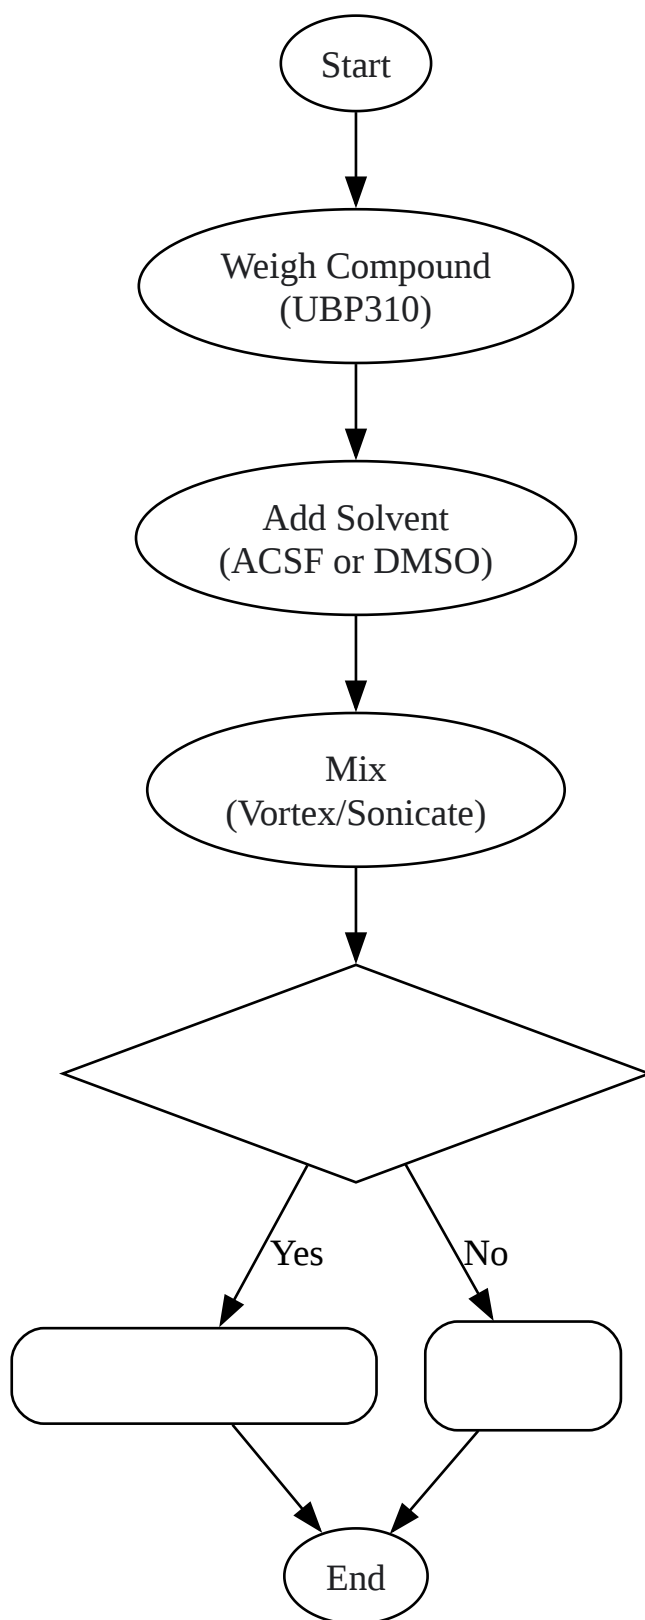 Start
Weigh Compound
(UBP310)
Add Solvent
(ACSF or DMSO)
Mix
(Vortex/Sonicate)
Yes
No
End